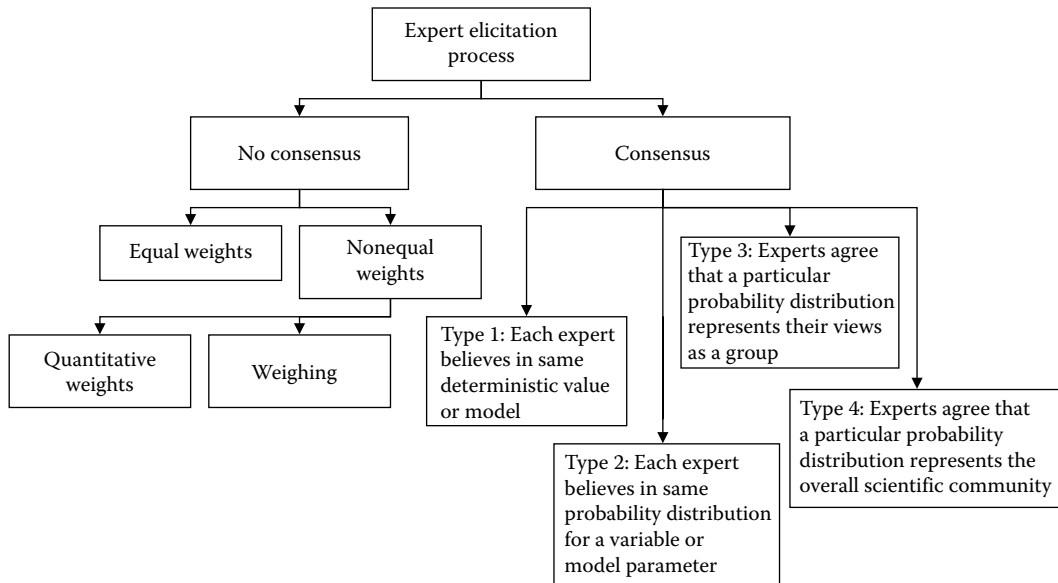 Expert elicitation
process
No consensus
Consensus
Equal weights
Nonequal
weights
Quantitative
weights
Weighing
Type 1: Each expert
believes in same
deterministic value
or model
Type 2: Each expert
believes in same
probability distribution
for a variable or
model parameter
Type 3: Experts agree
that a particular
probability distribution
represents their views
as a group
Type 4: Experts agree that
a particular probability
distribution represents the
overall scientific community